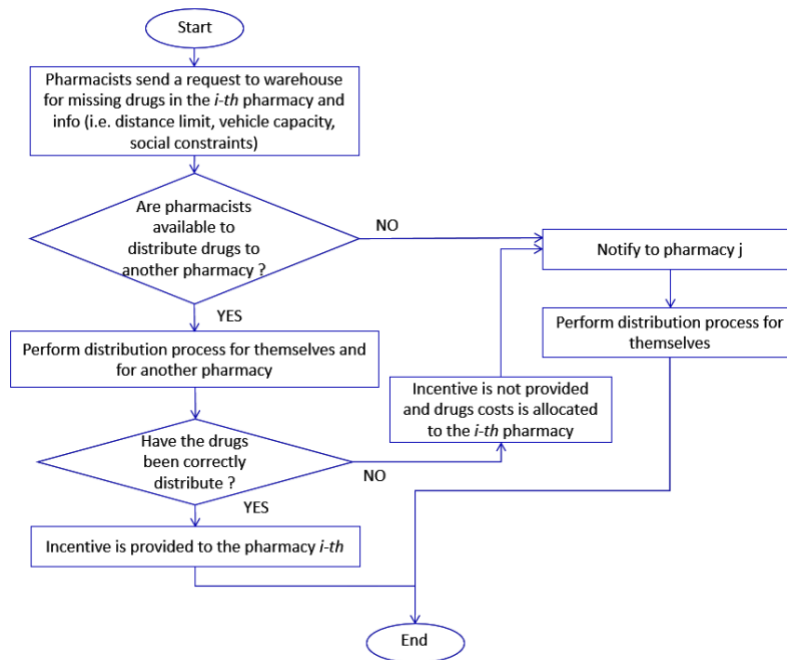 Start
Pharmacists send a request to warehouse
for missing drugs in the i-th pharmacy and
info (i.e. distance limit, vehicle capacity,
social constraints)
Are pharmacists
available to
distribute drugs to
another pharmacy ?
NO
Notify to pharmacy j
YES
Perform distribution process for
themselves
Perform distribution process for themselves and
for another pharmacy
Incentive is not provided
and drugs costs is allocated
to the i-th pharmacy
Have the drugs
been correctly
distribute ?
NO
YES
Incentive is provided to the pharmacy i-th
End